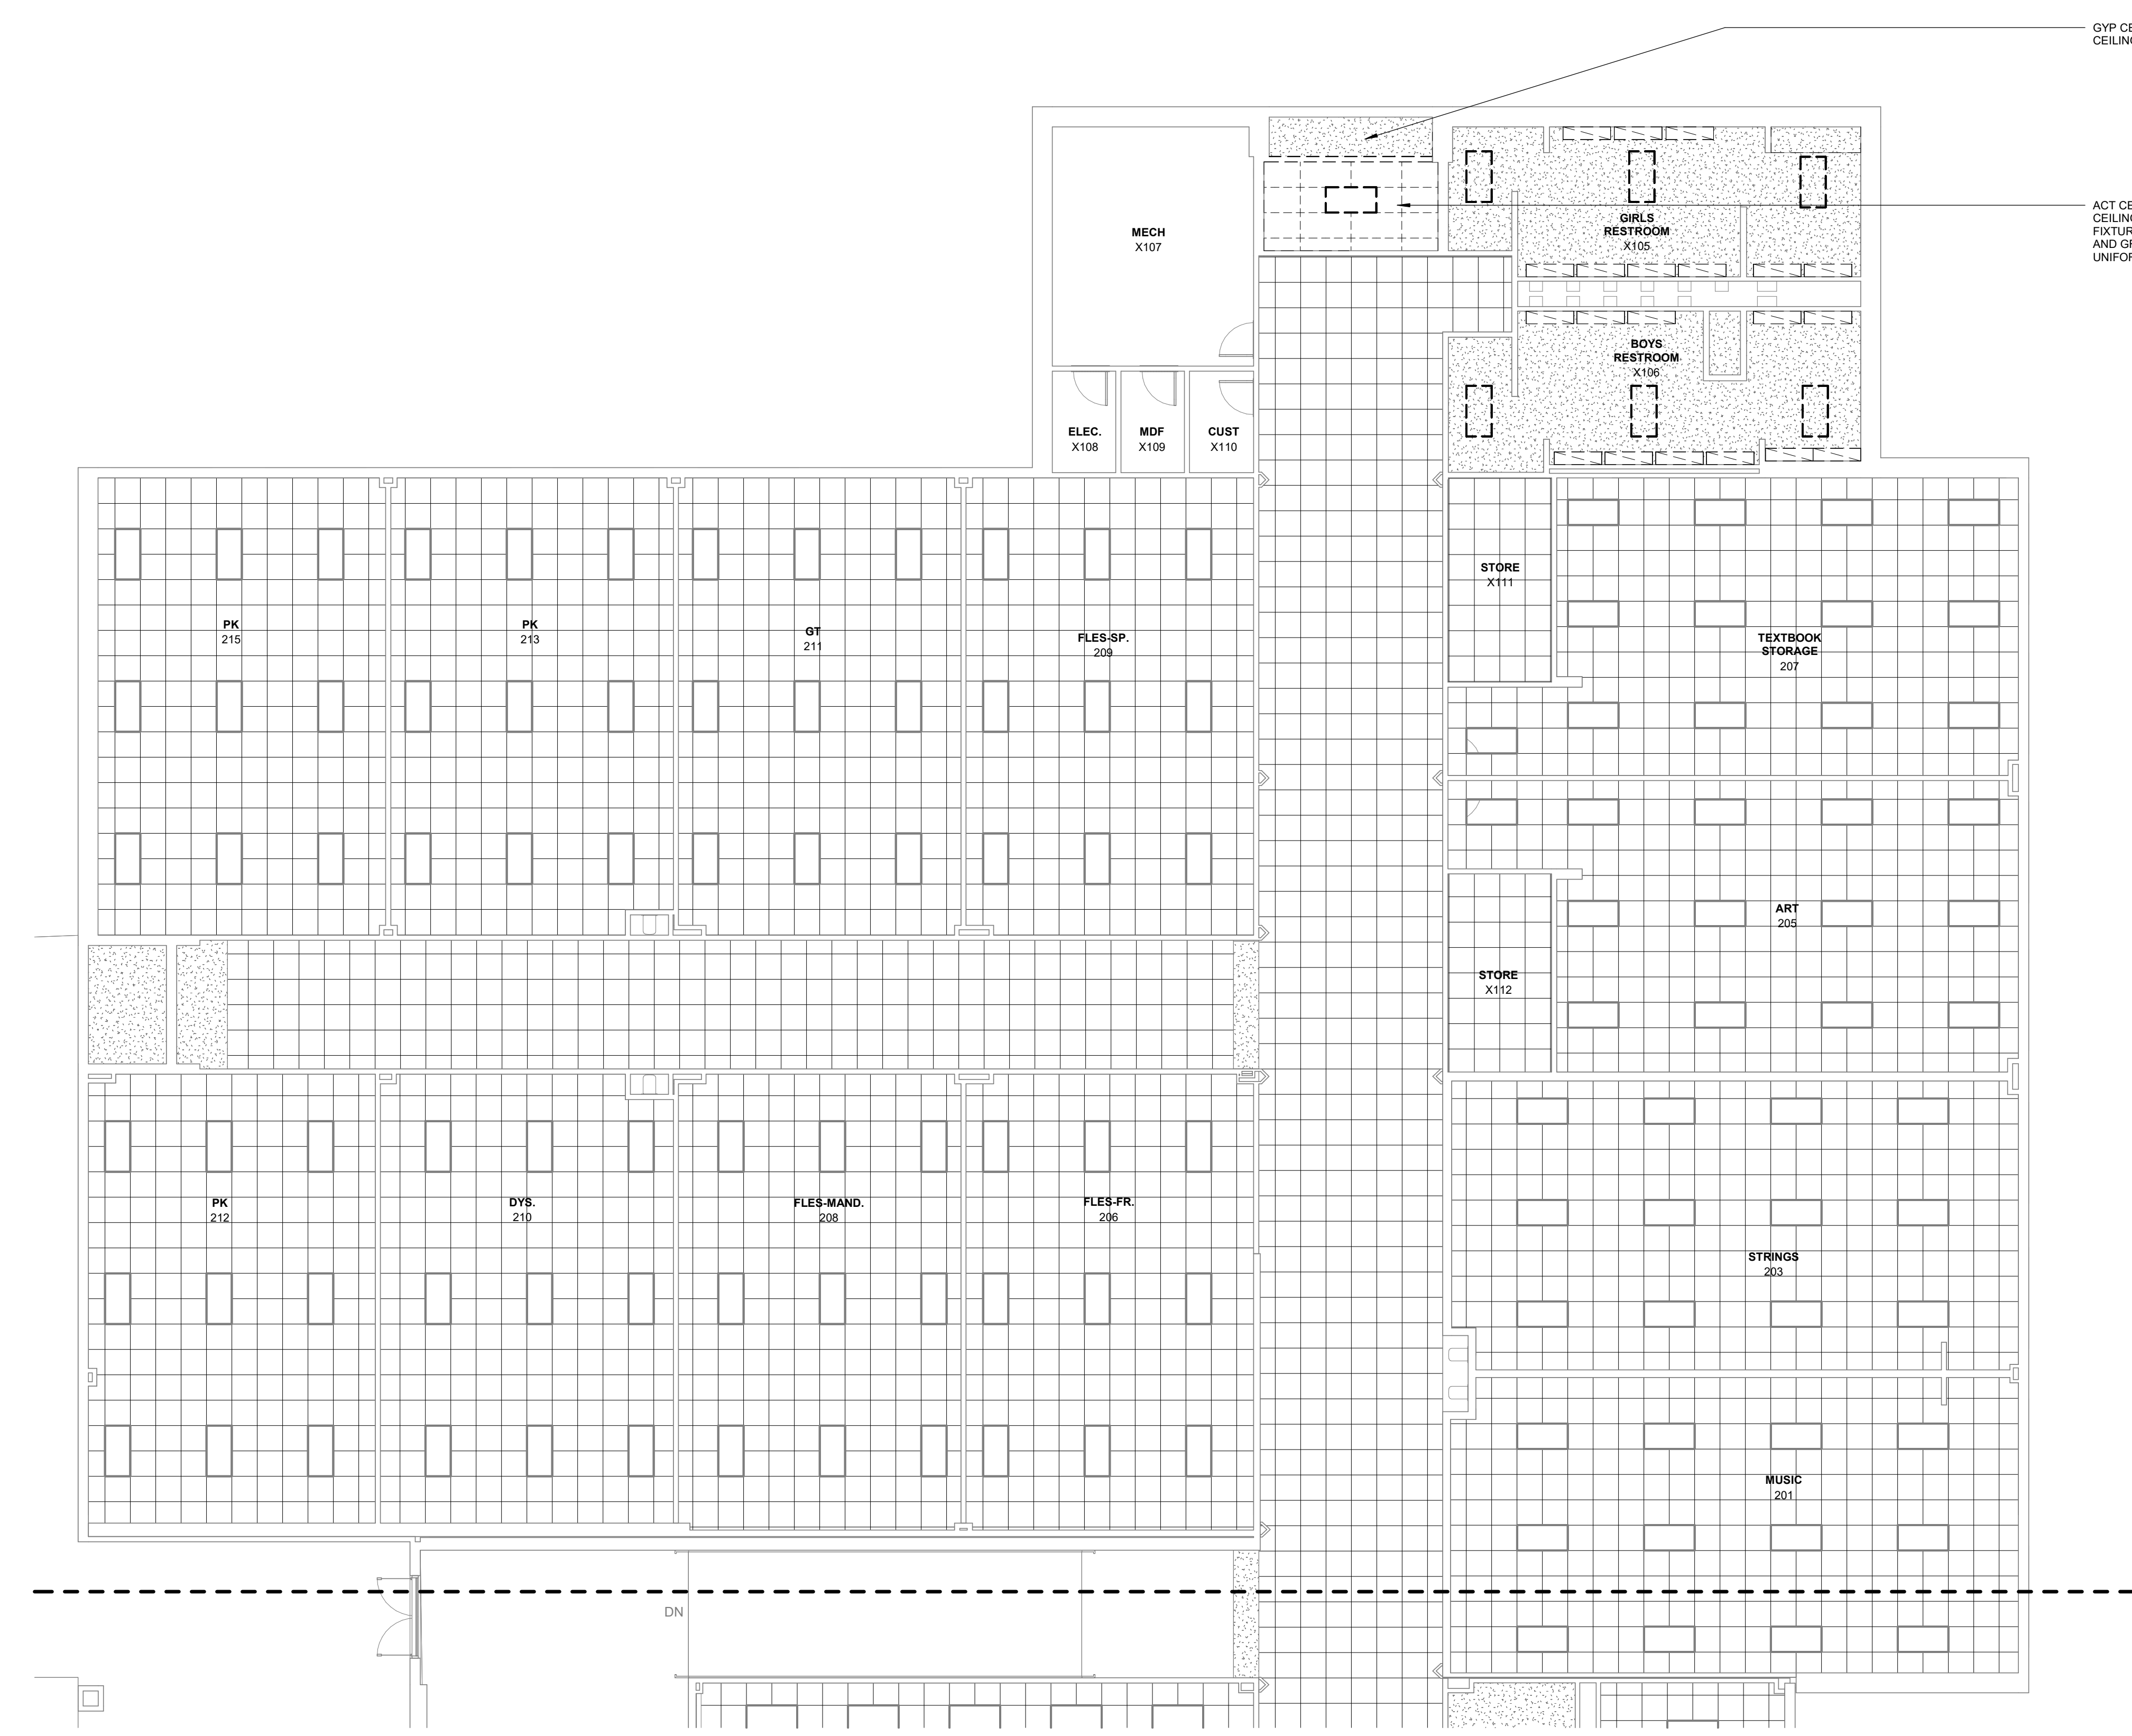 GYP CE
CEILING
ACT CE
CEILING
FIXTUR
AND GR
UNIFOR
MECH
X107
GIRLS
RESTROOM
X105
BOYS
RESTROOM
X106
ELEC.
X108
MDF
X109
CUST
X110
STORE
X111
PK
215
PK
213
GT
211
FLES-SP.
209
TEXTBOOK
STORAGE
207
ART
205
STORE
X112
PK
212
DYS.
210
FLES-MAND.
208
FLES-FR.
206
STRINGS
203
MUSIC
201
DN